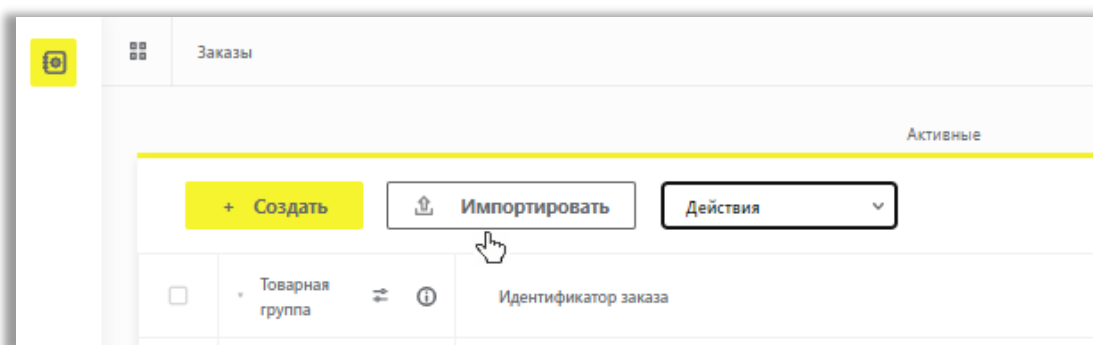 Заказы
Активные
+ Создать
Импортировать
Действия
Товарная
группа
Идентификатор заказа